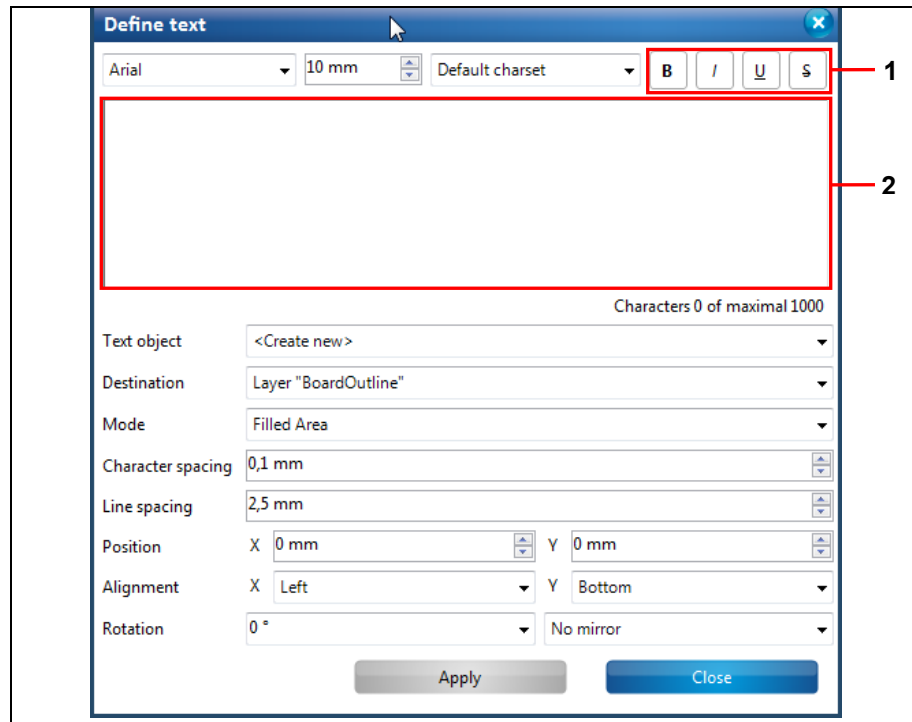 Define text
Arial 10 mm Default charset B I U S 1
2
Characters 0 of maximal 1000
Text object <Create new>
Destination Layer "BoardOutline"
Mode Filled Area
Character spacing 0,1 mm
Line spacing 2,5 mm
Position X 0 mm Y 0 mm
Alignment X Left Y Bottom
Rotation 0 ° No mirror
Apply Close